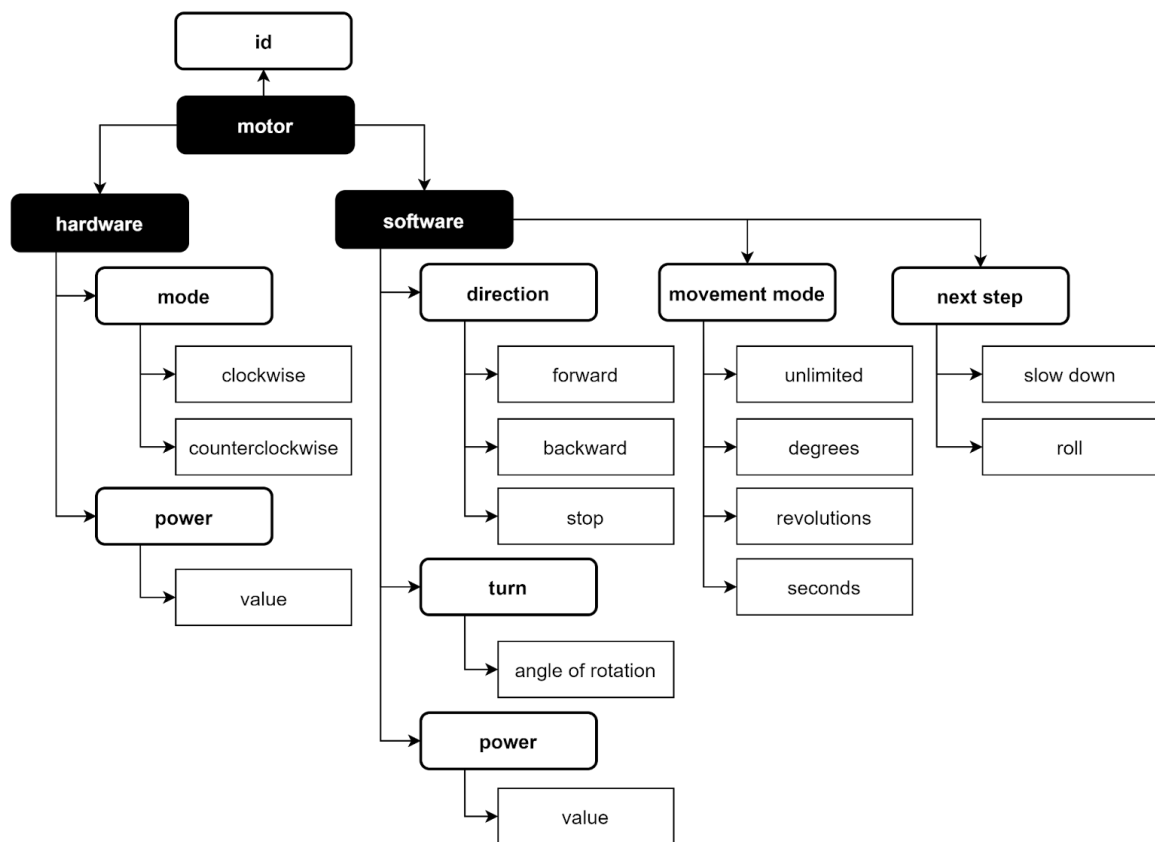 id
motor
hardware
software
mode
clockwise
counterclockwise
power
value
direction
forward
backward
stop
turn
angle of rotation
power
value
movement mode
unlimited
degrees
revolutions
seconds
next step
slow down
roll